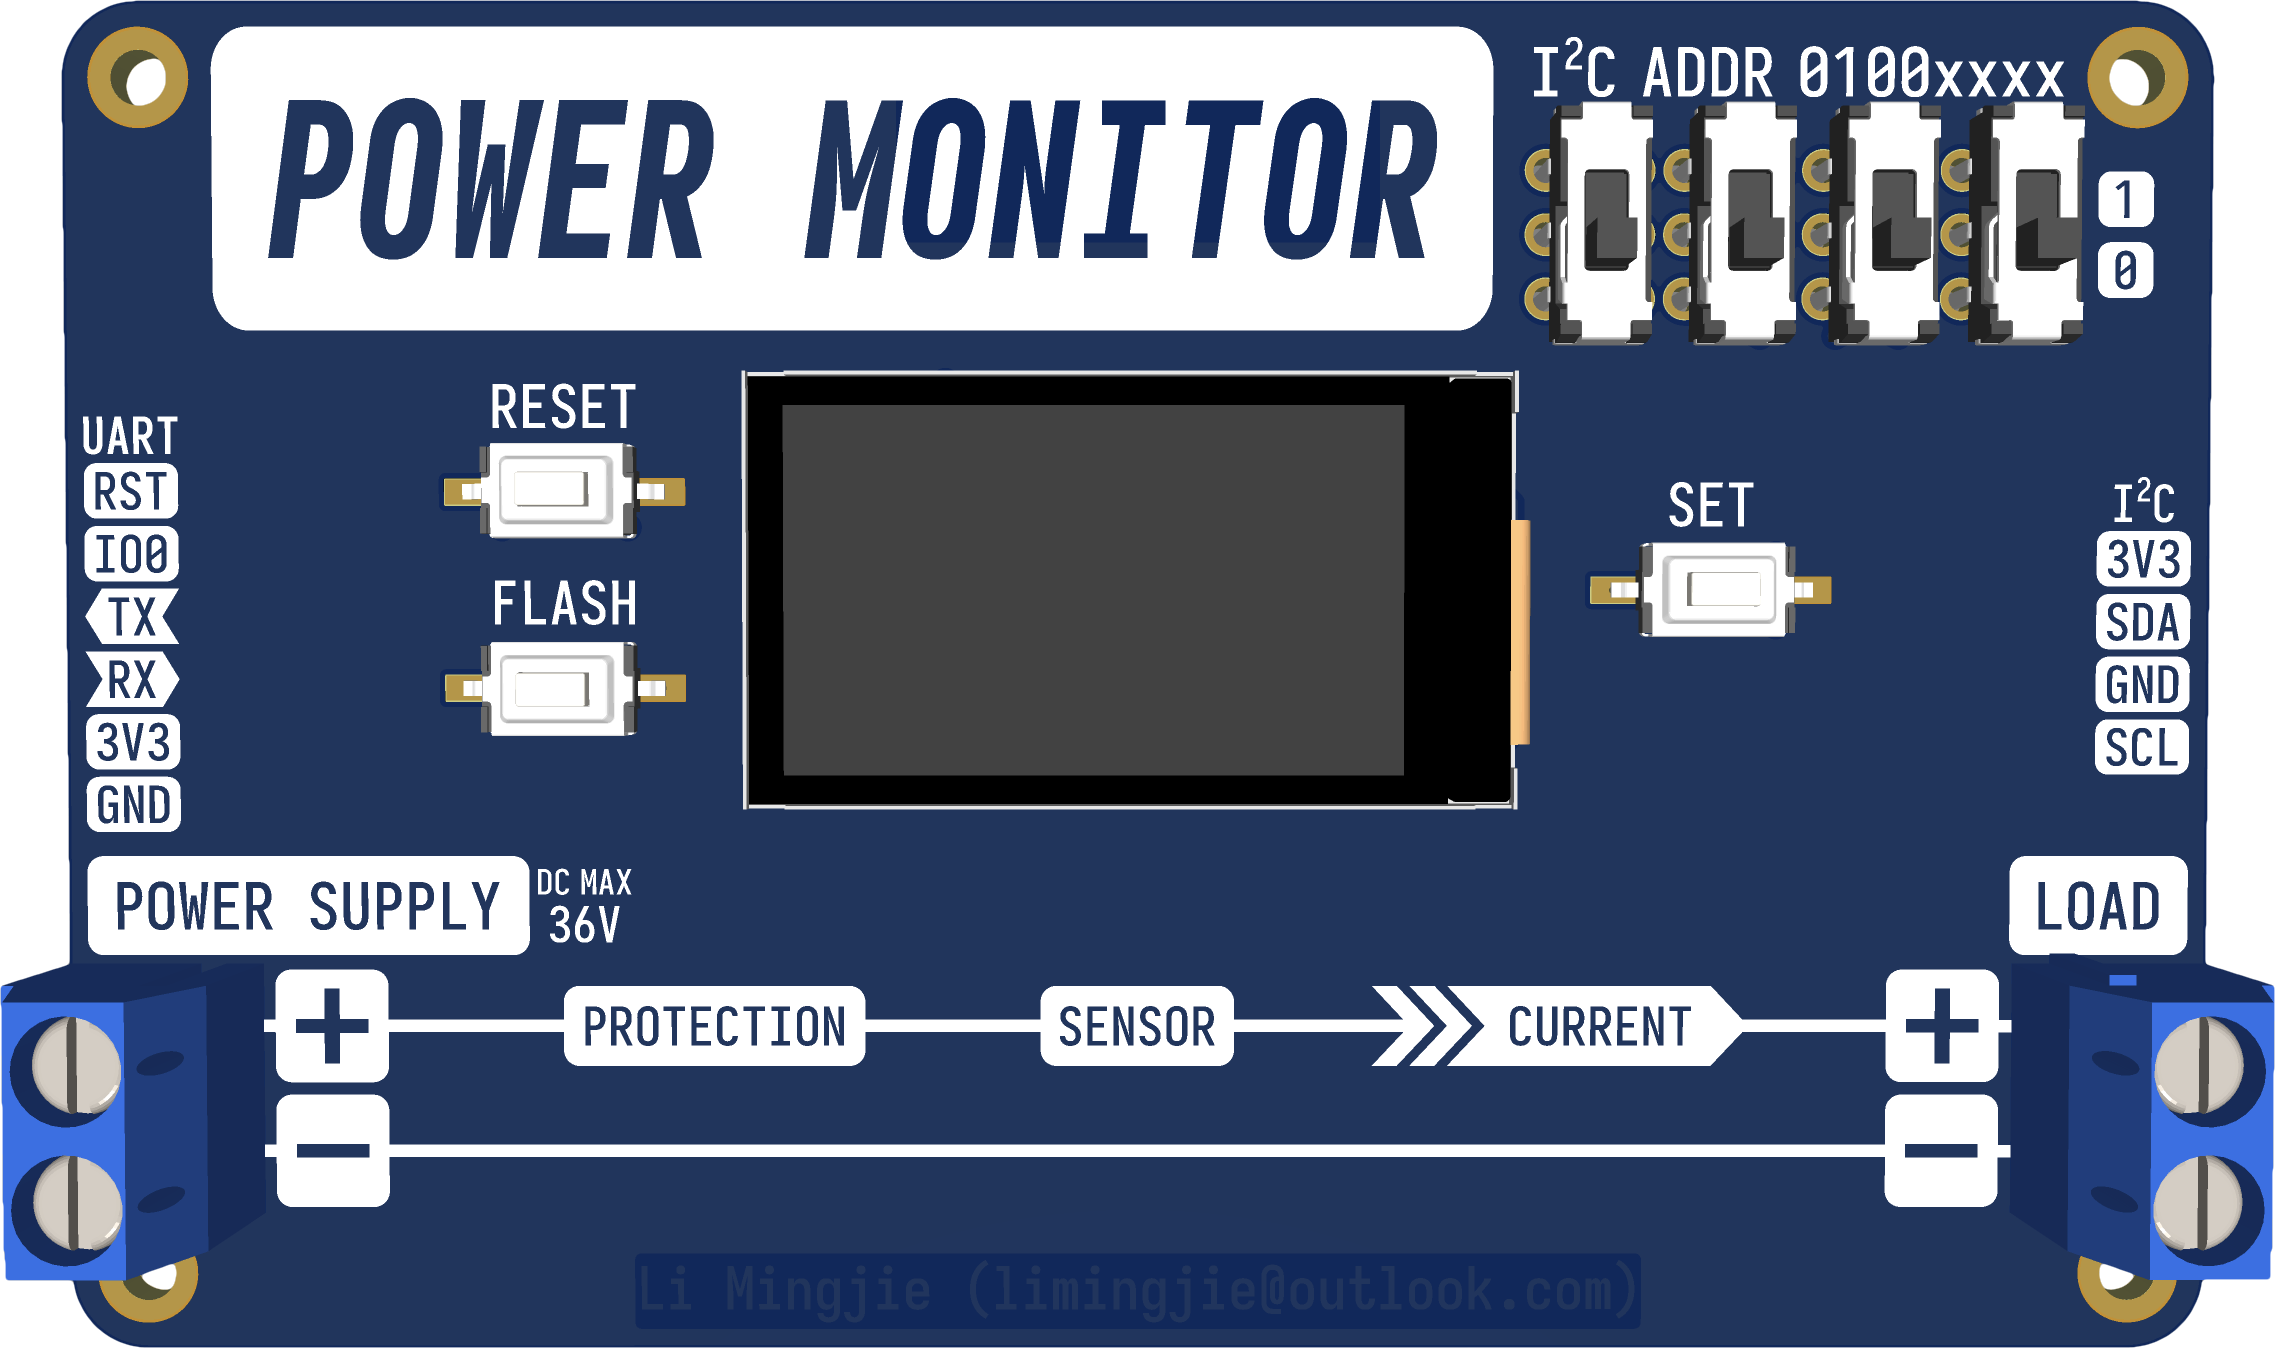 POWER MONITOR
I²C ADDR 0100xxxx
1
0
RESET
FLASH
UART
RST
IO0
TX
RX
3V3
GND
SET
I²C
3V3
SDA
GND
SCL
POWER SUPPLY
DC MAX
36V
LOAD
+ PROTECTION SENSOR CURRENT +
− −
Li Mingjie (limingjie@outlook.com)